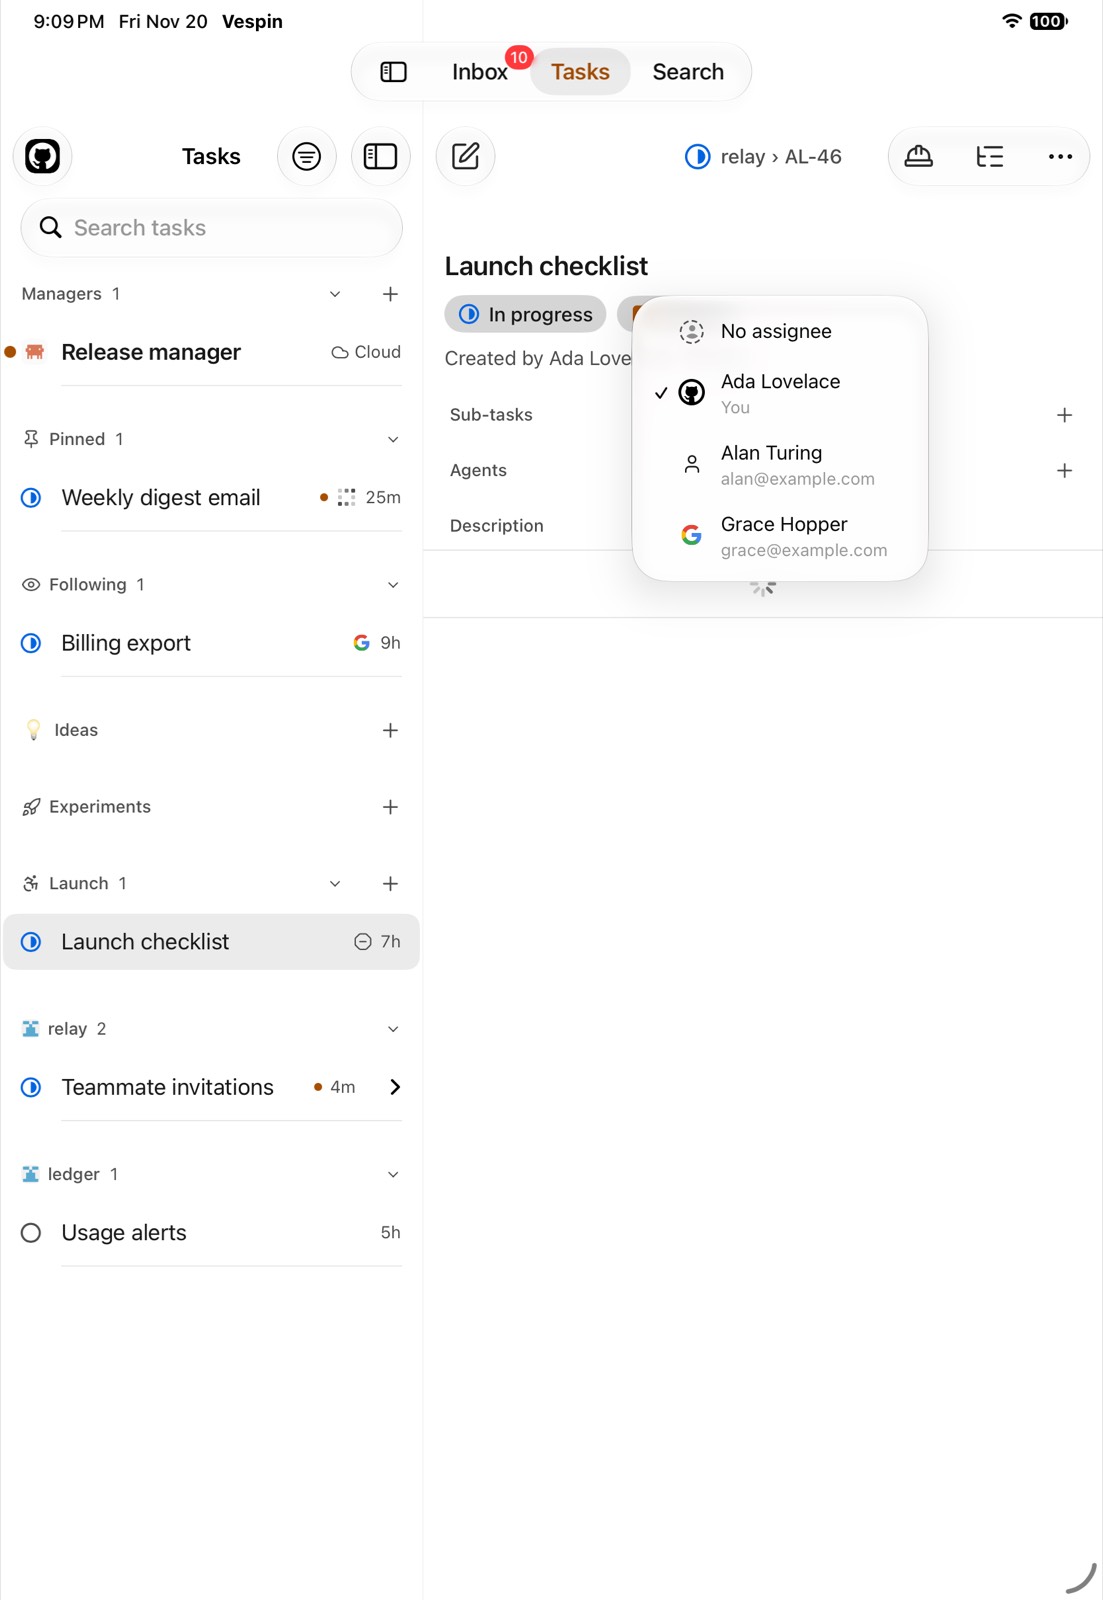 9:09 PM Fri Nov 20 Vespin
100
Inbox 10 Tasks Search
Tasks
Search tasks
Managers 1
Release manager Cloud
Pinned 1
Weekly digest email 25m
Following 1
Billing export 9h
Ideas
Experiments
Launch 1
Launch checklist 7h
relay 2
Teammate invitations 4m
ledger 1
Usage alerts 5h
relay › AL-46
Launch checklist
In progress
Created by Ada Love
Sub-tasks
Agents
Description
No assignee
Ada Lovelace
You
Alan Turing
alan@example.com
Grace Hopper
grace@example.com